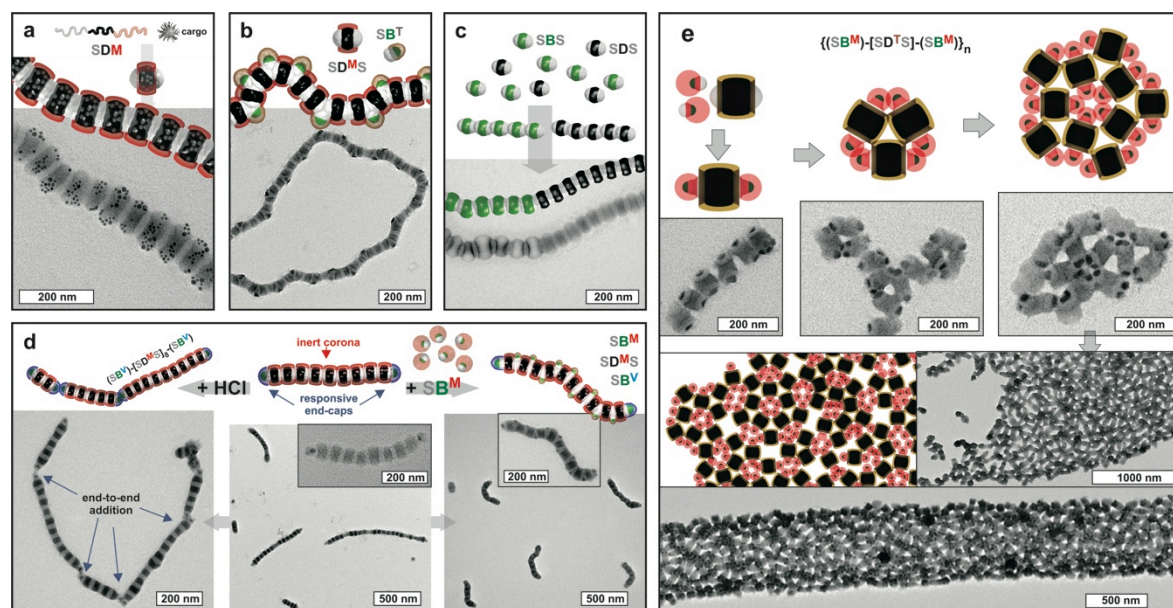 a
cargo
SDM
200 nm
b
SBᵀ
SDᴹS
200 nm
c
SBS
SDS
200 nm
d
(SBⱽ)-[SDᴹS]₈-(SBⱽ)
+ HCl
end-to-end
addition
200 nm
inert corona
responsive
end-caps
200 nm
500 nm
+ SBᴹ
SBᴹ
SDᴹS
SBⱽ
200 nm
500 nm
e
{(SBᴹ)-[SDᵀS]-(SBᴹ)}ₙ
200 nm
200 nm
200 nm
1000 nm
500 nm